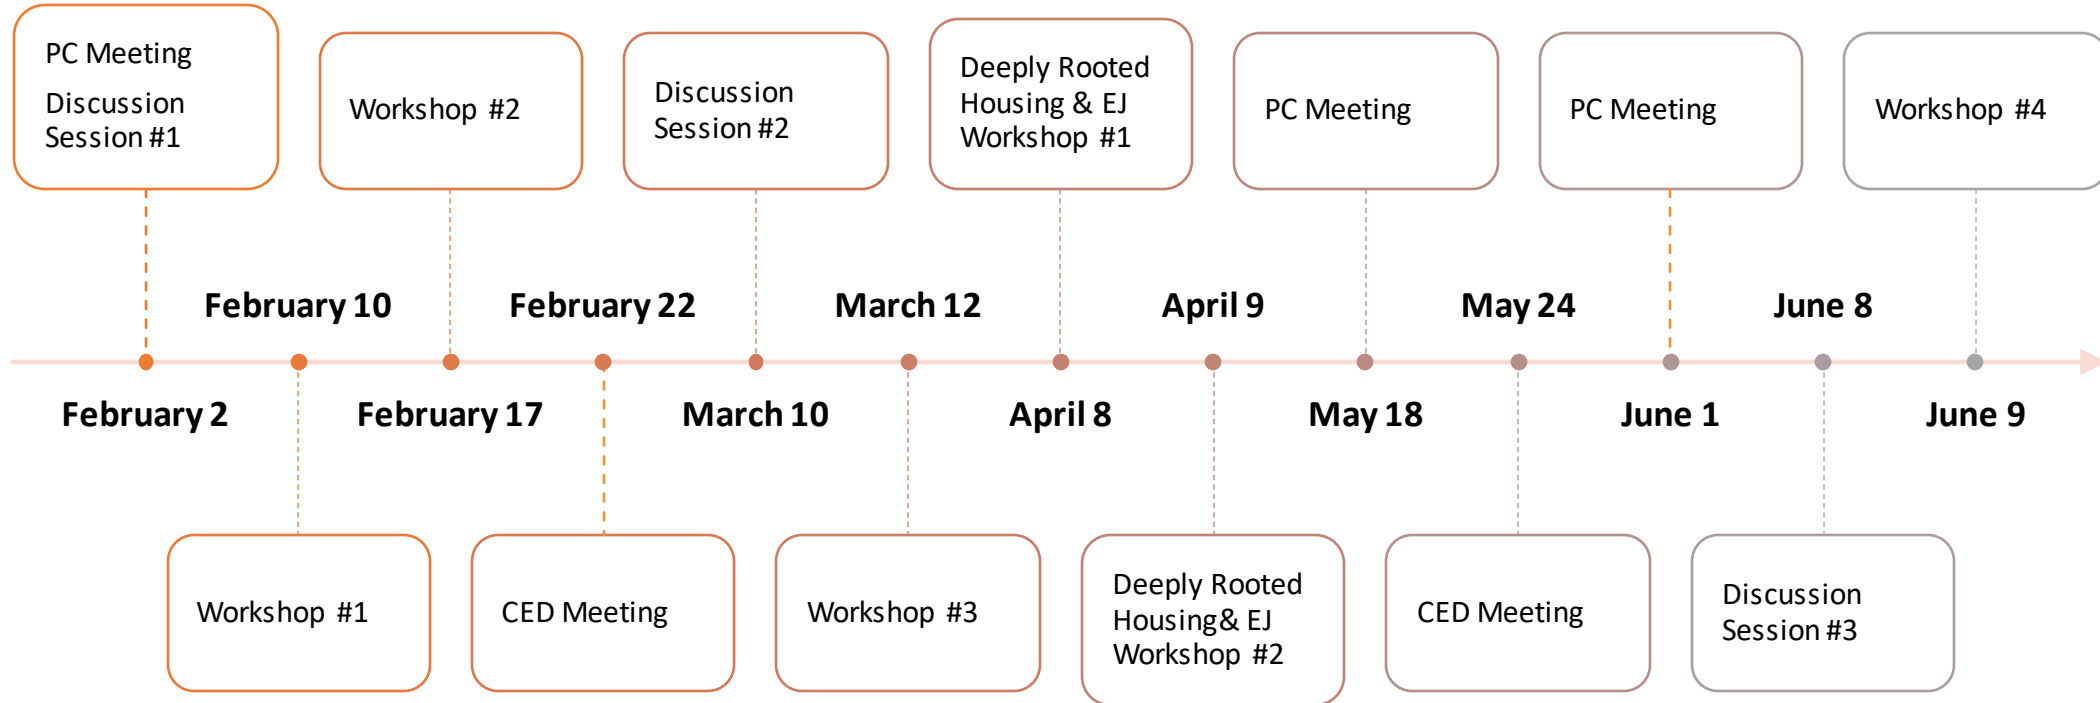 PC Meeting
Discussion
Session #1
Workshop #2
Discussion
Session #2
Deeply Rooted
Housing & EJ
Workshop #1
PC Meeting
PC Meeting
Workshop #4
February 10
February 22
March 12
April 9
May 24
June 8
February 2
February 17
March 10
April 8
May 18
June 1
June 9
Workshop #1
CED Meeting
Workshop #3
Deeply Rooted
Housing& EJ
Workshop #2
CED Meeting
Discussion
Session #3